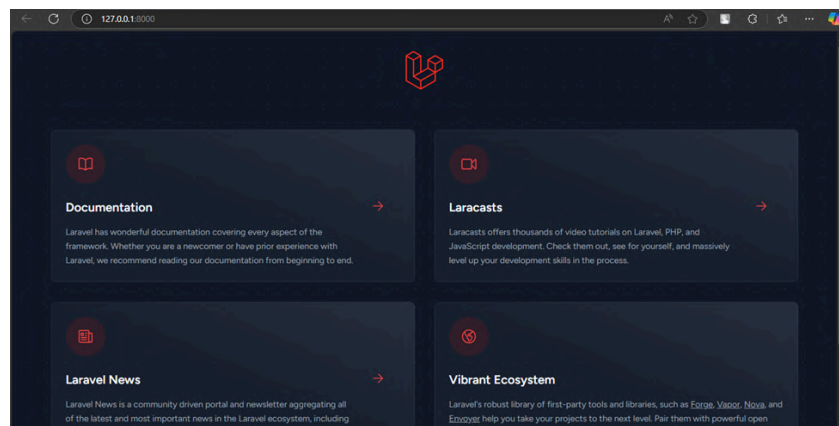 127.0.0.1:8000
Documentation
Laravel has wonderful documentation covering every aspect of the
framework. Whether you are a newcomer or have prior experience with
Laravel, we recommend reading our documentation from beginning to end.
Laracasts
Laracasts offers thousands of video tutorials on Laravel, PHP, and
JavaScript development. Check them out, see for yourself, and massively
level up your development skills in the process.
Laravel News
Laravel News is a community driven portal and newsletter aggregating all
of the latest and most important news in the Laravel ecosystem, including
Vibrant Ecosystem
Laravel's robust library of first-party tools and libraries, such as Forge, Vapor, Nova, and
Envoyer help you take your projects to the next level. Pair them with powerful open